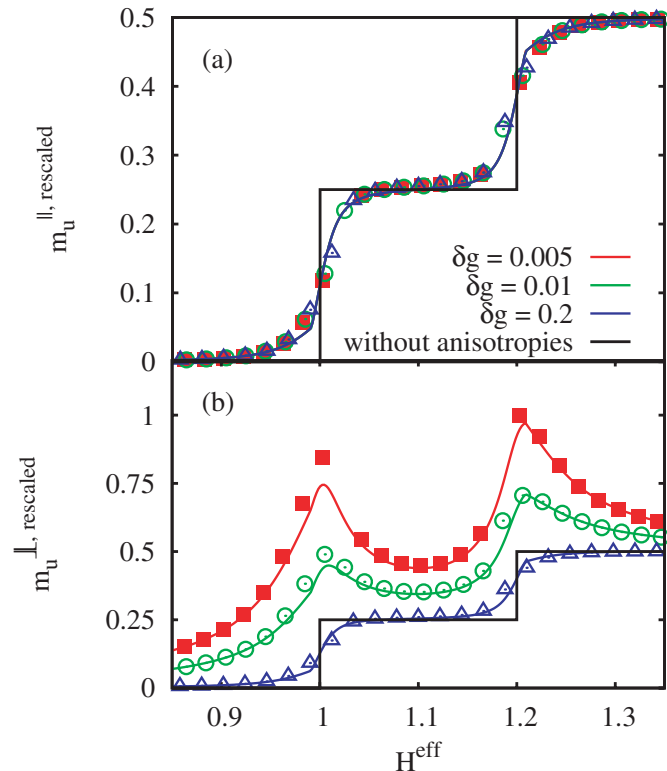 0.5
(a)
0.4
0.3
m_u^{||, rescaled}
0.2
δg = 0.005
δg = 0.01
0.1
δg = 0.2
without anisotropies
0
(b)
1
0.75
m_u^{⊥, rescaled}
0.5
0.25
0
0.9 1 1.1 1.2 1.3
H^{eff}